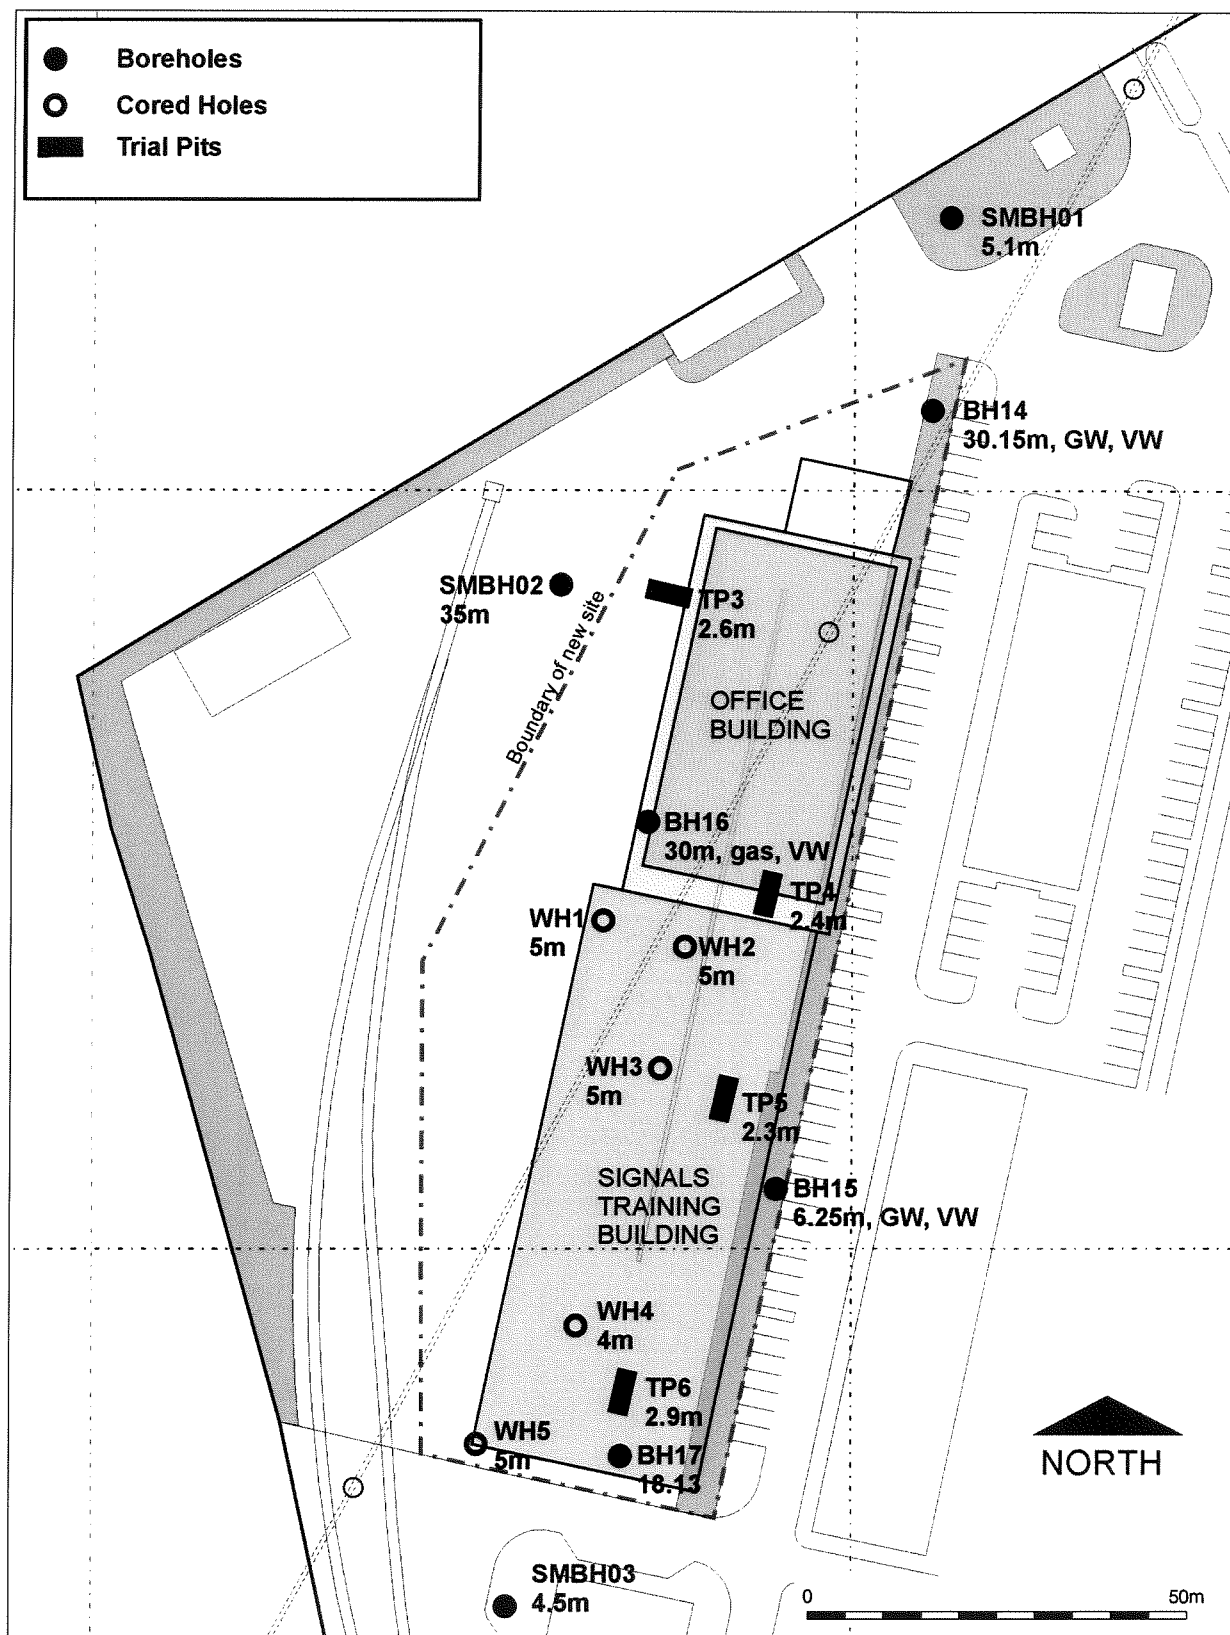 Boreholes
Cored Holes
Trial Pits
SMBH01
5.1m
BH14
30.15m, GW, VW
SMBH02
35m
TP3
2.6m
Boundary of new site
OFFICE
BUILDING
BH16
30m, gas, VW
TP4
2.4m
WH1
5m
WH2
5m
WH3
5m
TP5
2.3m
SIGNALS
TRAINING
BUILDING
BH15
6.25m, GW, VW
WH4
4m
TP6
2.9m
WH5
5m
BH17
18.13
NORTH
SMBH03
4.5m
0
50m